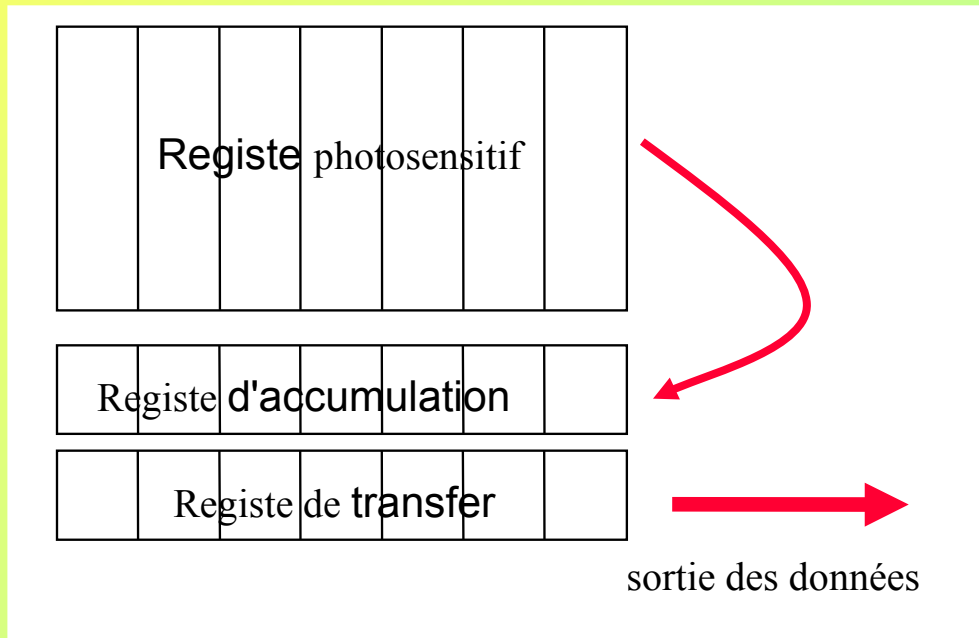 Registe photosensitif
Registe d'accumulation
Registe de transfer
sortie des données